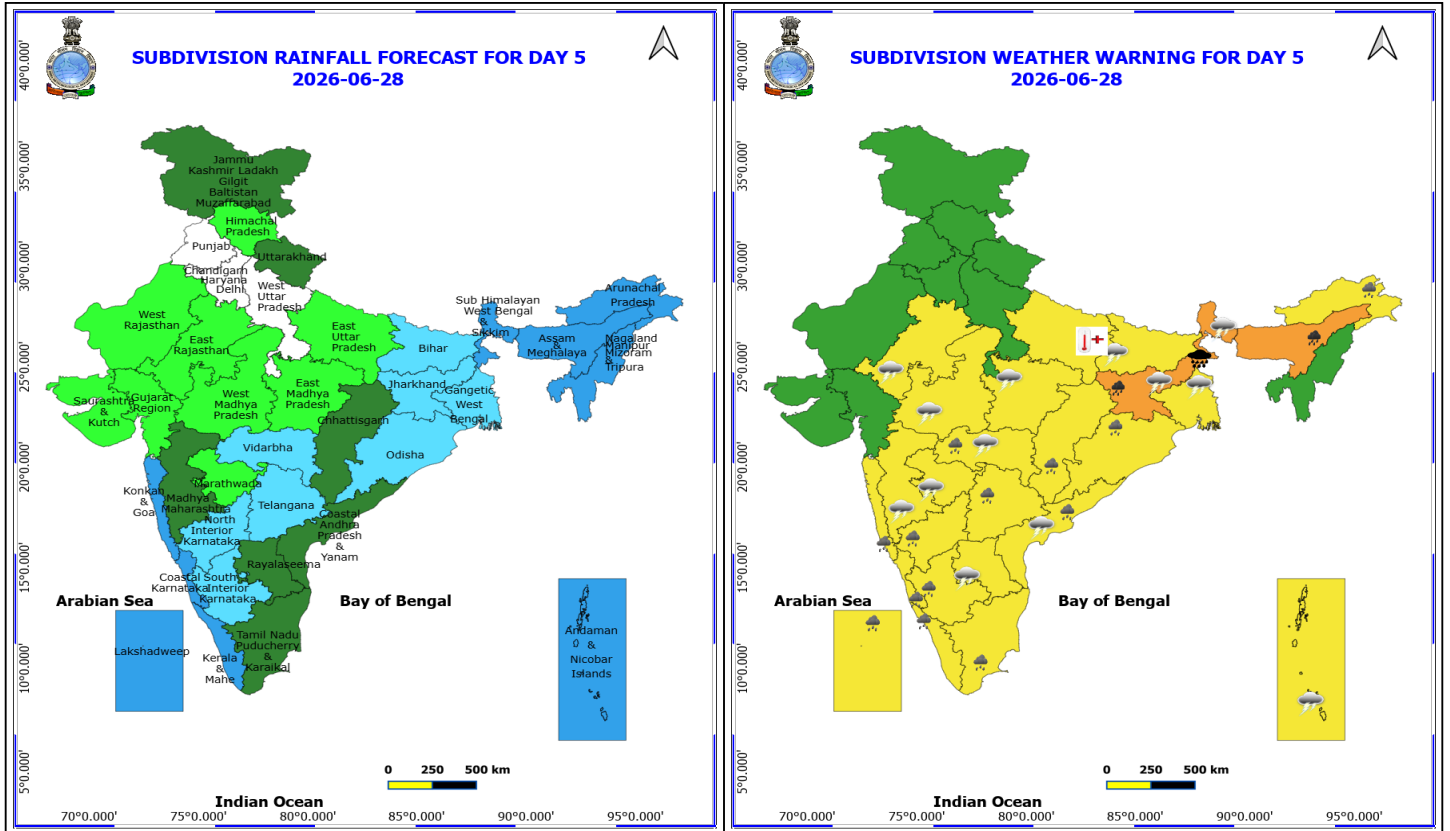 SUBDIVISION RAINFALL FORECAST FOR DAY 5
2026-06-28
40°0.000'
35°0.000'
30°0.000'
25°0.000'
20°0.000'
15°0.000'
10°0.000'
5°0.000'
Jammu
Kashmir Ladakh
Gilgit
Baltistan
Muzaffarabad
Himachal
Pradesh
Punjab
Uttarakhand
Chandigarh
Haryana
Delhi
West
Uttar
Pradesh
West
Rajasthan
East
Rajasthan
East
Uttar
Pradesh
Sub Himalayan
West Bengal
&
Sikkim
Arunachal
Pradesh
Assam
&
Meghalaya
Nagaland
Manipur
Mizoram
&
Tripura
Bihar
Jharkhand
Gangetic
West
Bengal
Saurashtra
&
Kutch
Gujarat
Region
West
Madhya
Pradesh
East
Madhya
Pradesh
Chhattisgarh
Vidarbha
Odisha
Konkan
&
Goa
Madhya
Maharashtra
Marathwada
Telangana
North
Interior
Karnataka
Coastal
Andhra
Pradesh
&
Yanam
Rayalaseema
Coastal
Karnataka
South
Interior
Karnataka
Arabian Sea
Bay of Bengal
Lakshadweep
Kerala
&
Mahe
Tamil Nadu
Puducherry
&
Karaikal
Andaman
&
Nicobar
Islands
0 250 500 km
Indian Ocean
70°0.000' 75°0.000' 80°0.000' 85°0.000' 90°0.000' 95°0.000'
SUBDIVISION WEATHER WARNING FOR DAY 5
2026-06-28
40°0.000'
35°0.000'
30°0.000'
25°0.000'
20°0.000'
15°0.000'
10°0.000'
5°0.000'
Arabian Sea
Bay of Bengal
0 250 500 km
Indian Ocean
70°0.000' 75°0.000' 80°0.000' 85°0.000' 90°0.000' 95°0.000'